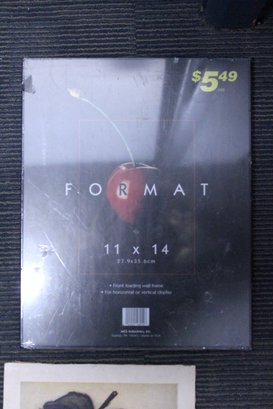 $5.49
FORMAT
11 x 14
27.9x35.6cm
• Front loading wall frame
• For horizontal or vertical display